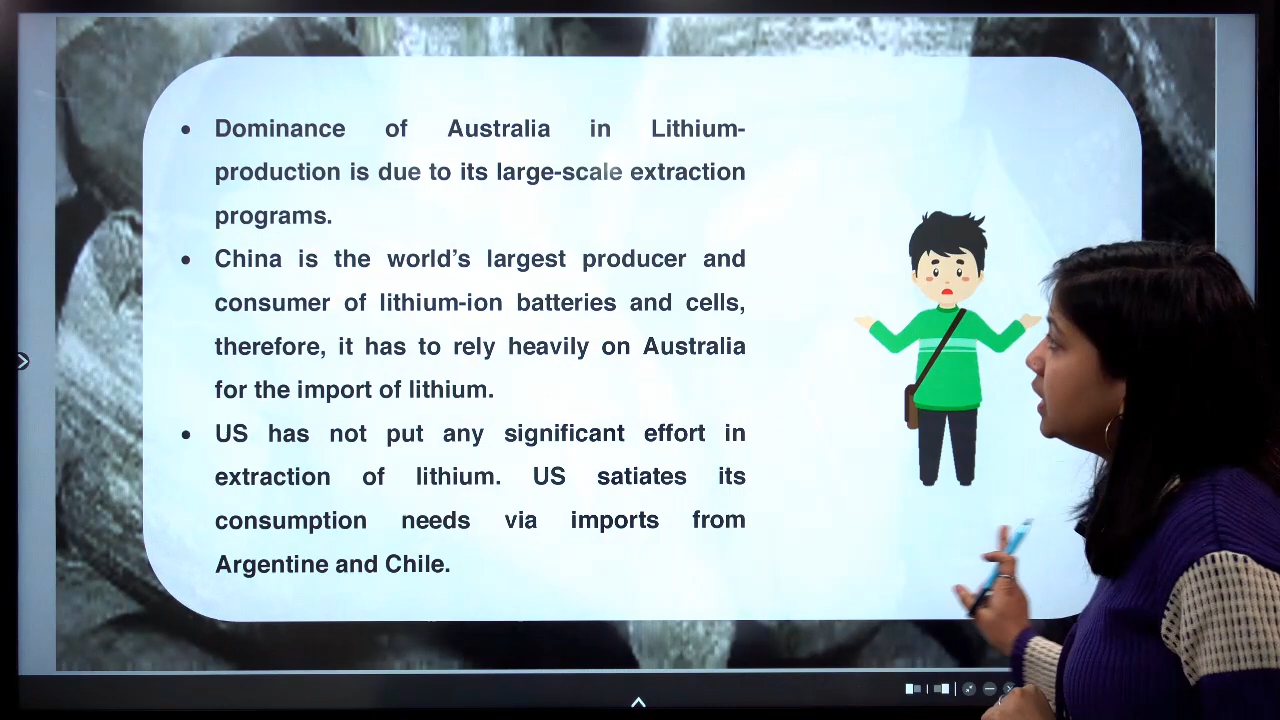 • Dominance of Australia in Lithium-
production is due to its large-scale extraction
programs.
• China is the world’s largest producer and
consumer of lithium-ion batteries and cells,
therefore, it has to rely heavily on Australia
for the import of lithium.
• US has not put any significant effort in
extraction of lithium. US satiates its
consumption needs via imports from
Argentine and Chile.